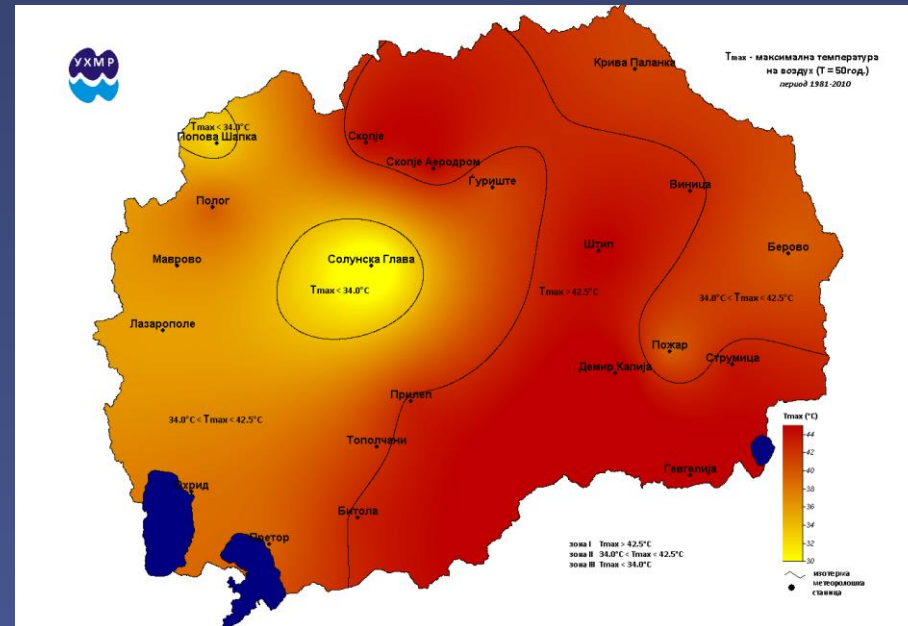 УХМР
Tmax - максимална температура
на воздух (T = 50год.)
период 1981-2010
Крива Паланка
Tmax < 34.0°C
Попова Шапка
Скопје
Скопје Аеродром
Ѓуриште
Виница
Полог
Штип
Берово
Маврово
Солунска Глава
Tmax < 34.0°C
Tmax > 42.5°C
34.0°C < Tmax < 42.5°C
Лазарополе
Пожар
Струмица
Демир Капија
Прилеп
34.0°C < Tmax < 42.5°C
Tmax (°C)
44
42
40
38
36
34
32
30
Тополчани
Гевгелија
Битола
зона I Tmax > 42.5°C
зона II 34.0°C < Tmax < 42.5°C
зона III Tmax < 34.0°C
изотерма
метеоролошка
станица